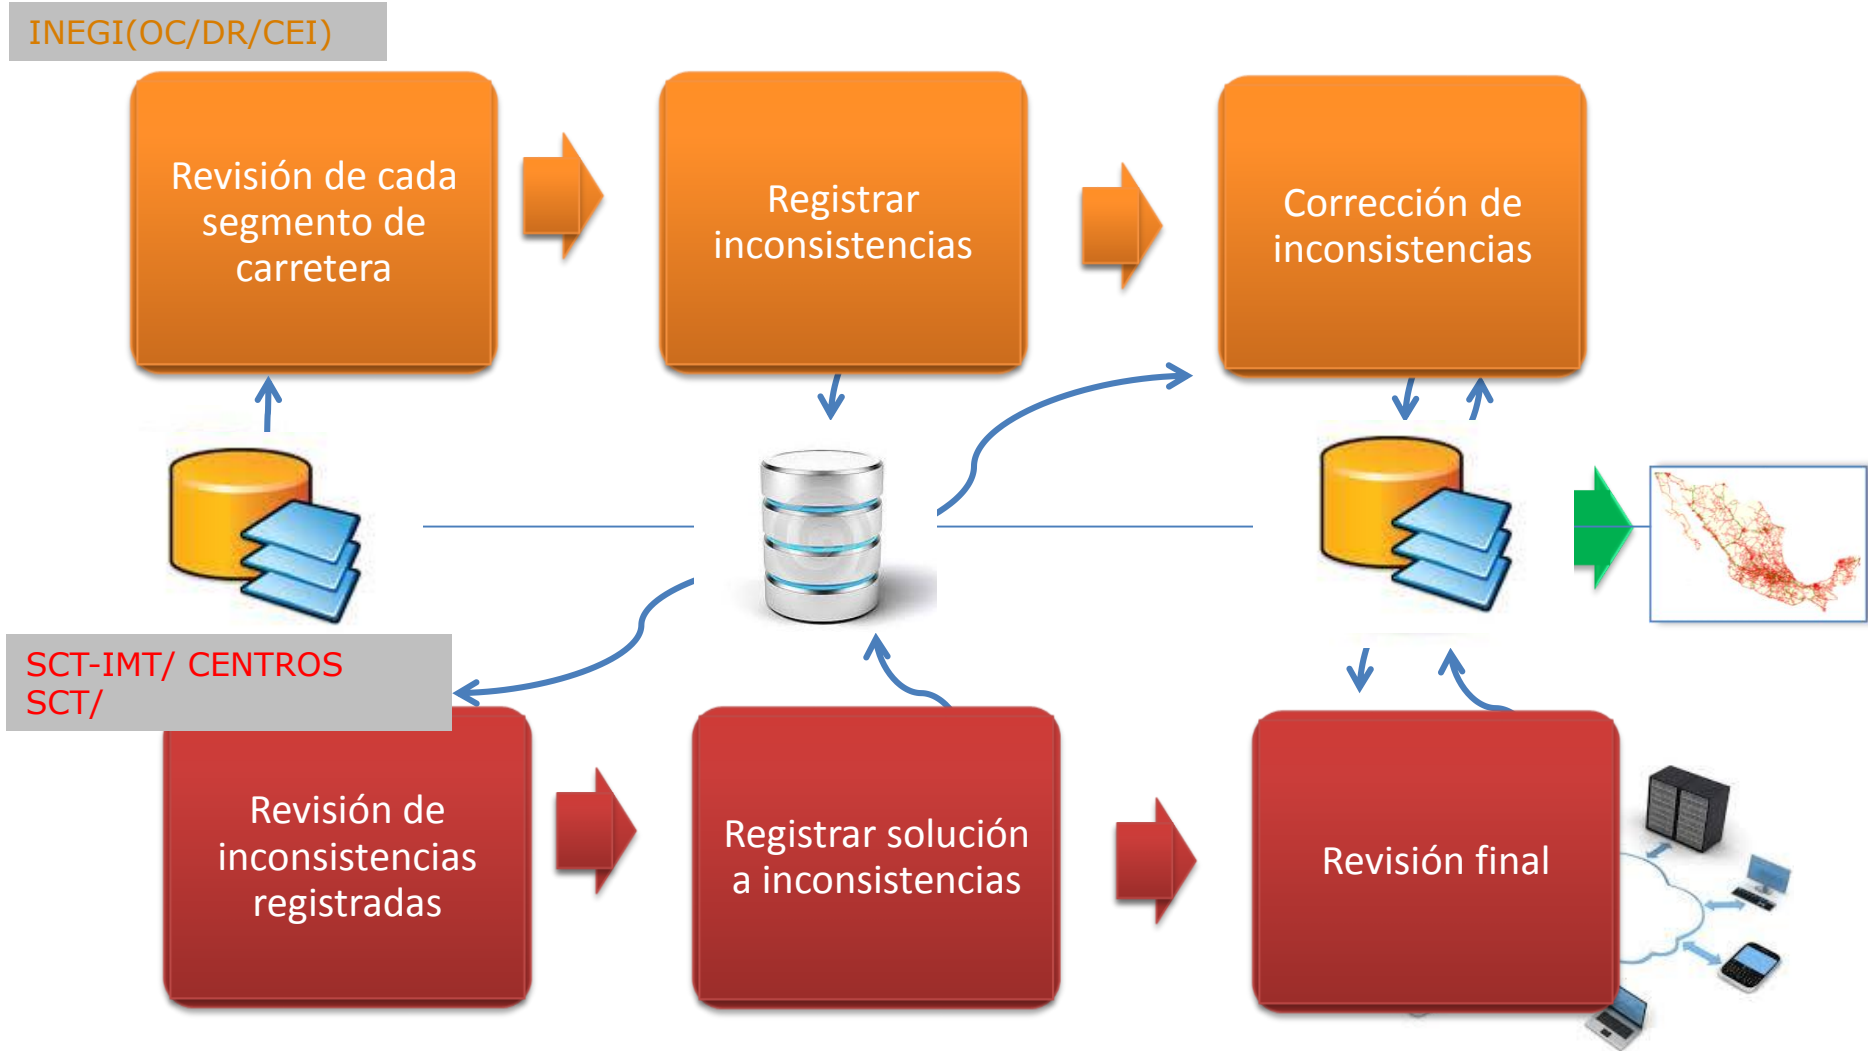 INEGI(OC/DR/CEI)
Revisión de cada
segmento de
carretera
Registrar
inconsistencias
Corrección de
inconsistencias
SCT-IMT/ CENTROS
SCT/
Revisión de
inconsistencias
registradas
Registrar solución
a inconsistencias
Revisión final